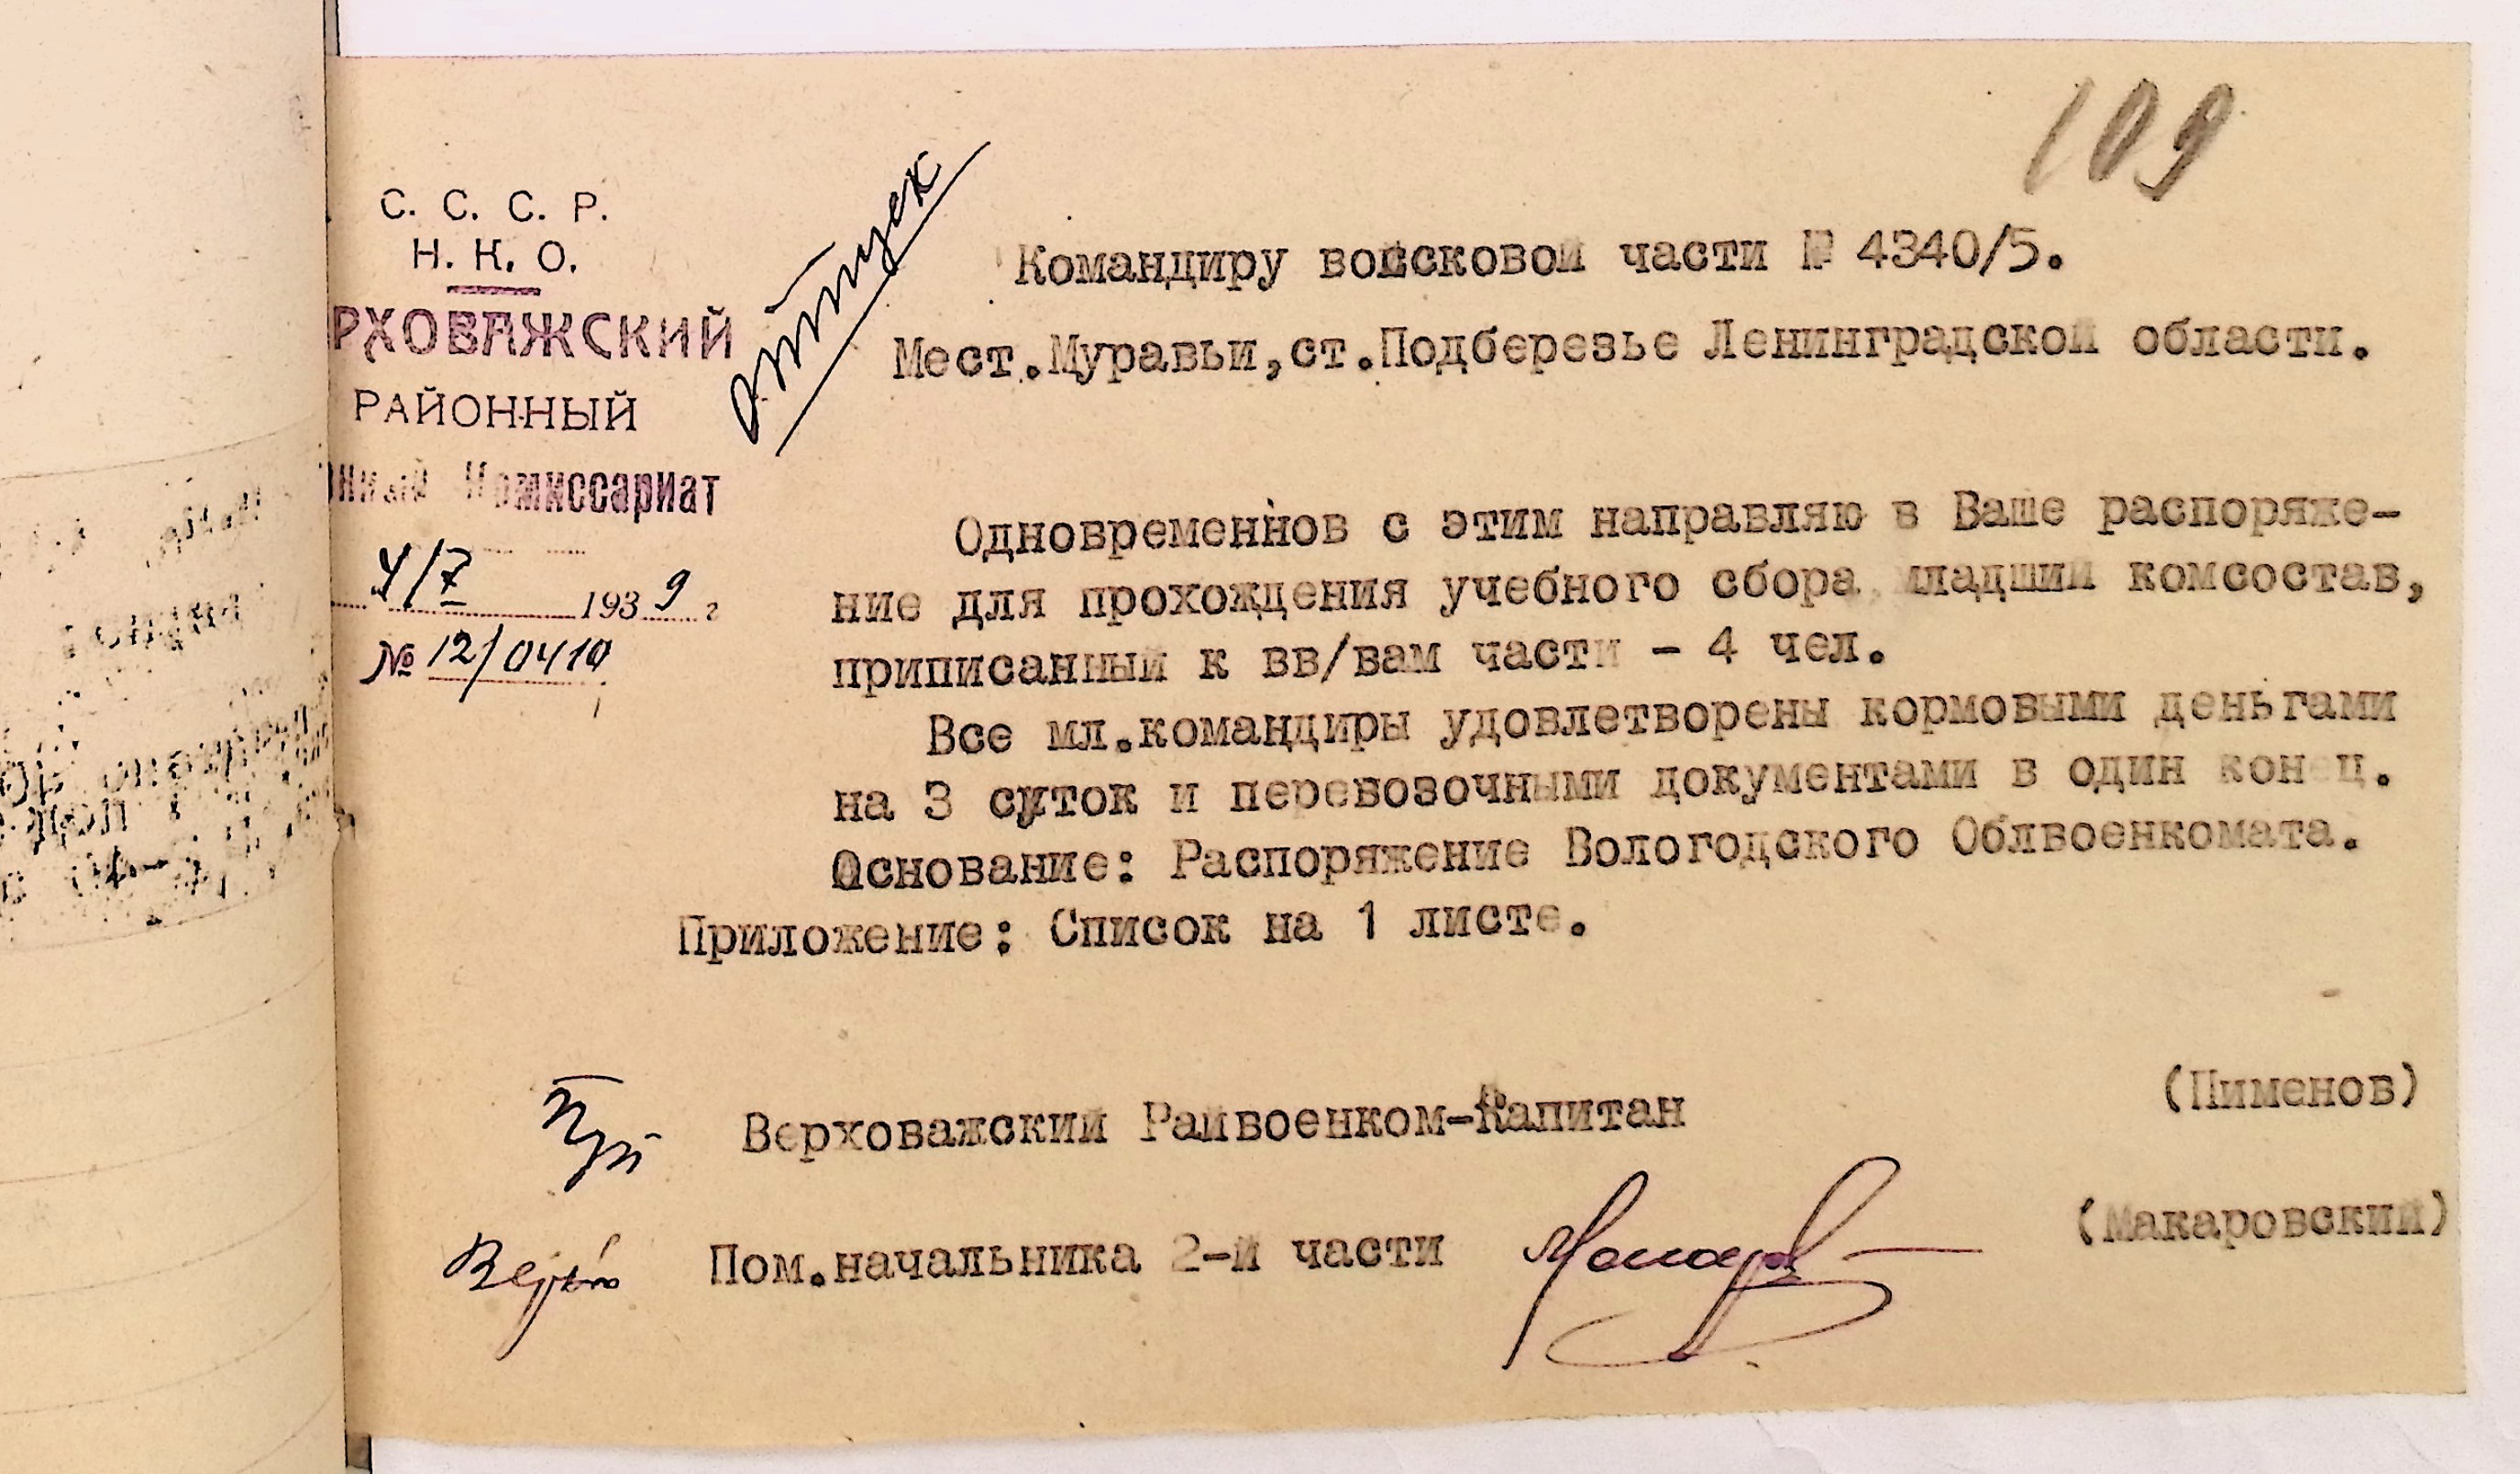 109
С. С. С. Р.
Н. К. О.
РХОВАЖСКИЙ
РАЙОННЫЙ
нный Комиссариат
4/7 1939 г
№ 12/0410
отпуск
Командиру войсковой части № 4340/5.
Мест.Муравьи,ст.Подберезье Ленинградской области.
Одновременнов с этим направляю в Ваше распоряже-
ние для прохождения учебного сбора младший комсостав,
приписанный к вв/вам части - 4 чел.
Все мл.командиры удовлетворены кормовыми деньгами
на 3 суток и перевозочными документами в один конец.
Основание: Распоряжение Вологодского Облвоенкомата.
Приложение: Список на 1 листе.
Верховажский Райвоенком-Капитан (Пименов)
Пом.начальника 2-й части (Макаровский)